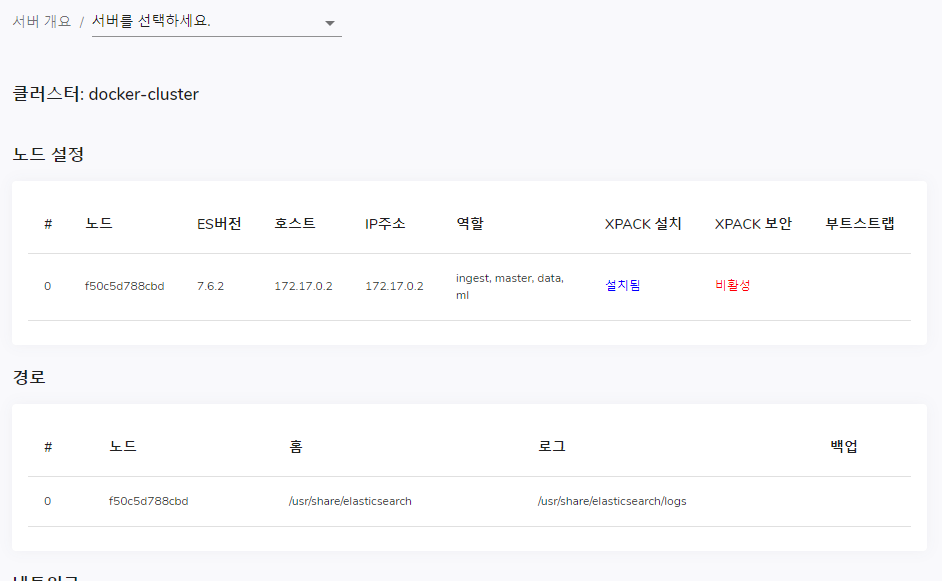 서버 개요 / 서버를 선택하세요.
클러스터: docker-cluster
노드 설정
# 노드 ES버전 호스트 IP주소 역할 XPACK 설치 XPACK 보안 부트스트랩
0 f50c5d788cbd 7.6.2 172.17.0.2 172.17.0.2 ingest, master, data, 설치됨 비활성
ml
경로
# 노드 홈 로그 백업
0 f50c5d788cbd /usr/share/elasticsearch /usr/share/elasticsearch/logs